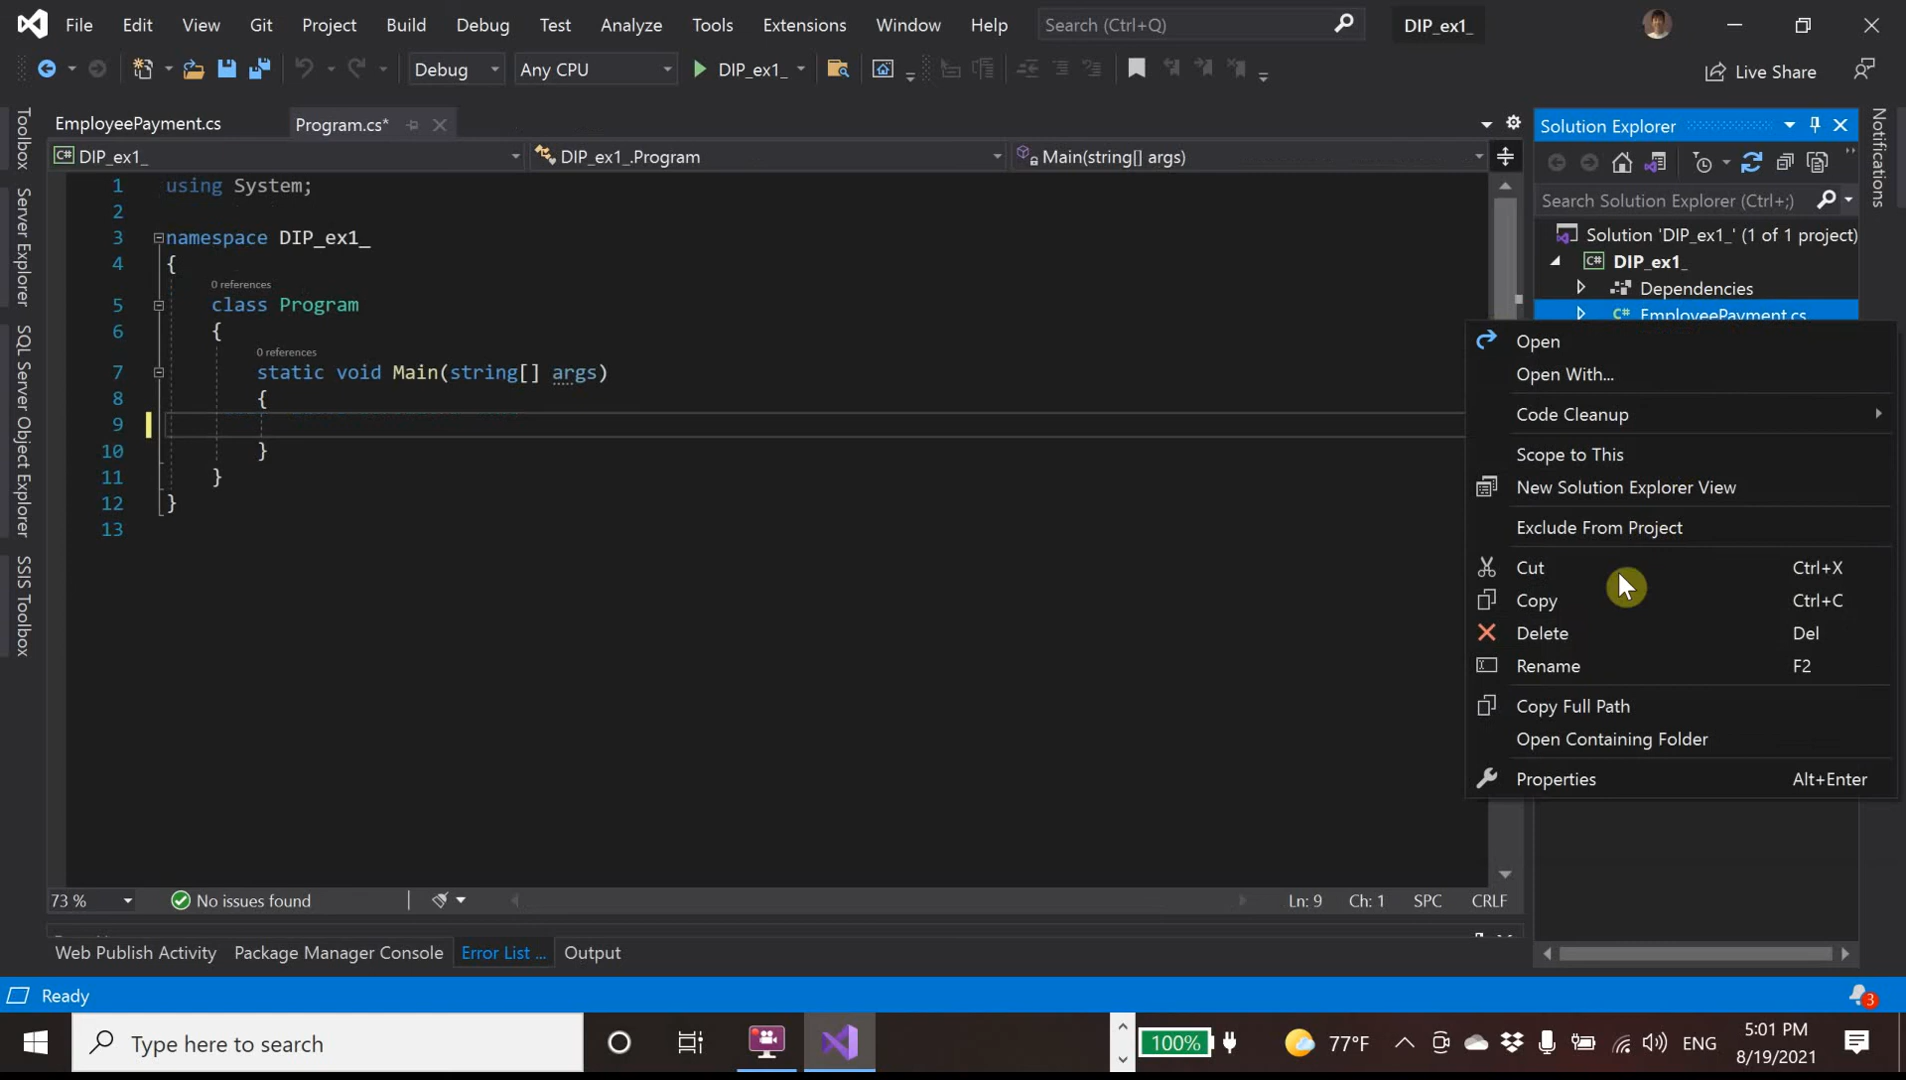 File Edit View Git Project Build Debug Test Analyze Tools Extensions Window Help Search (Ctrl+Q) DIP_ex1_
Debug Any CPU DIP_ex1_ Live Share
EmployeePayment.cs Program.cs* Solution Explorer
DIP_ex1_ DIP_ex1_.Program Main(string[] args)
Search Solution Explorer (Ctrl+;)
Solution 'DIP_ex1_' (1 of 1 project)
DIP_ex1_
Dependencies
EmployeePayment.cs
Toolbox
Server Explorer
SQL Server Object Explorer
SSIS Toolbox
Notifications
1 using System;
2
3 namespace DIP_ex1_
4 {
0 references
5 class Program
6 {
0 references
7 static void Main(string[] args)
8 {
9
10 }
11 }
12 }
13
Open
Open With...
Code Cleanup
Scope to This
New Solution Explorer View
Exclude From Project
Cut Ctrl+X
Copy Ctrl+C
Delete Del
Rename F2
Copy Full Path
Open Containing Folder
Properties Alt+Enter
73 % No issues found Ln: 9 Ch: 1 SPC CRLF
Web Publish Activity Package Manager Console Error List ... Output
Ready 3
Type here to search 100% 77°F ENG 5:01 PM
8/19/2021